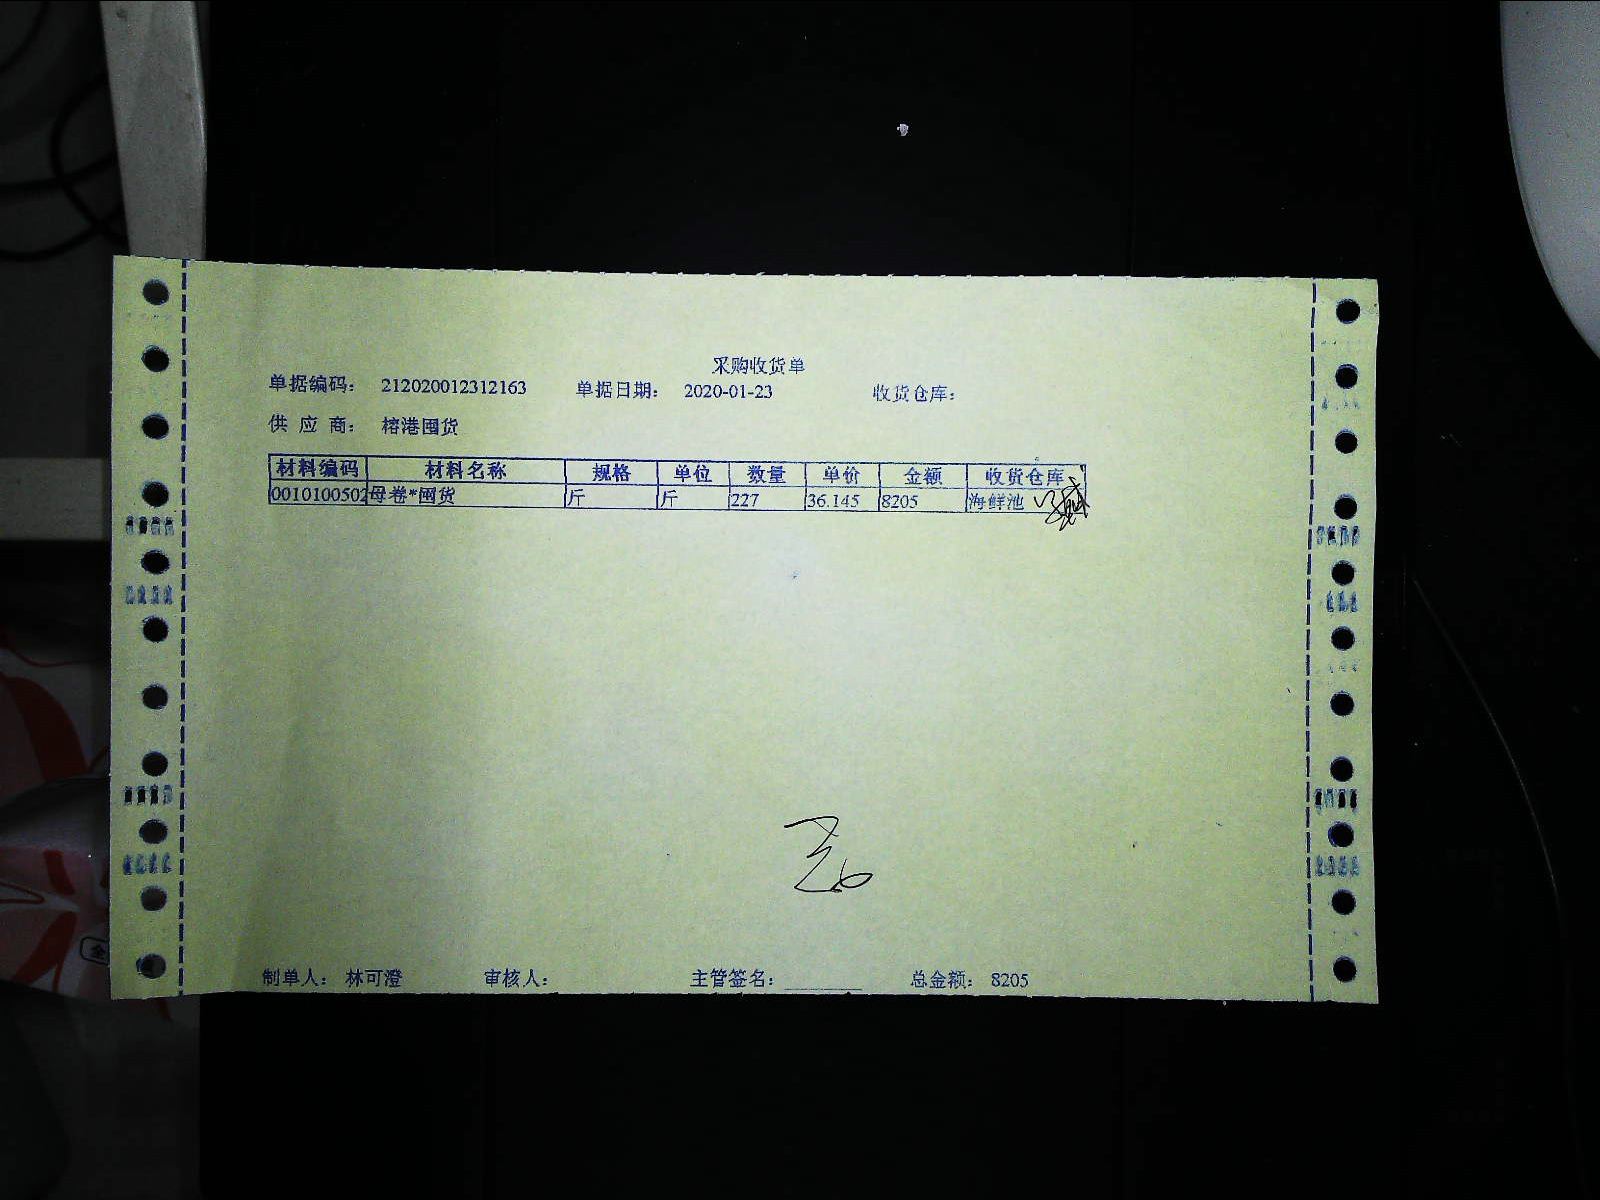 采购收货单
单据编码： 212020012312163 单据日期： 2020-01-23 收货仓库：
供 应 商： 榕港囤货
材料编码 材料名称 规格 单位 数量 单价 金额 收货仓库
0010100502 母卷*囤货 斤 斤 227 36.145 8205 海鲜池
制单人： 林可澄 审核人： 主管签名： 总金额： 8205
全